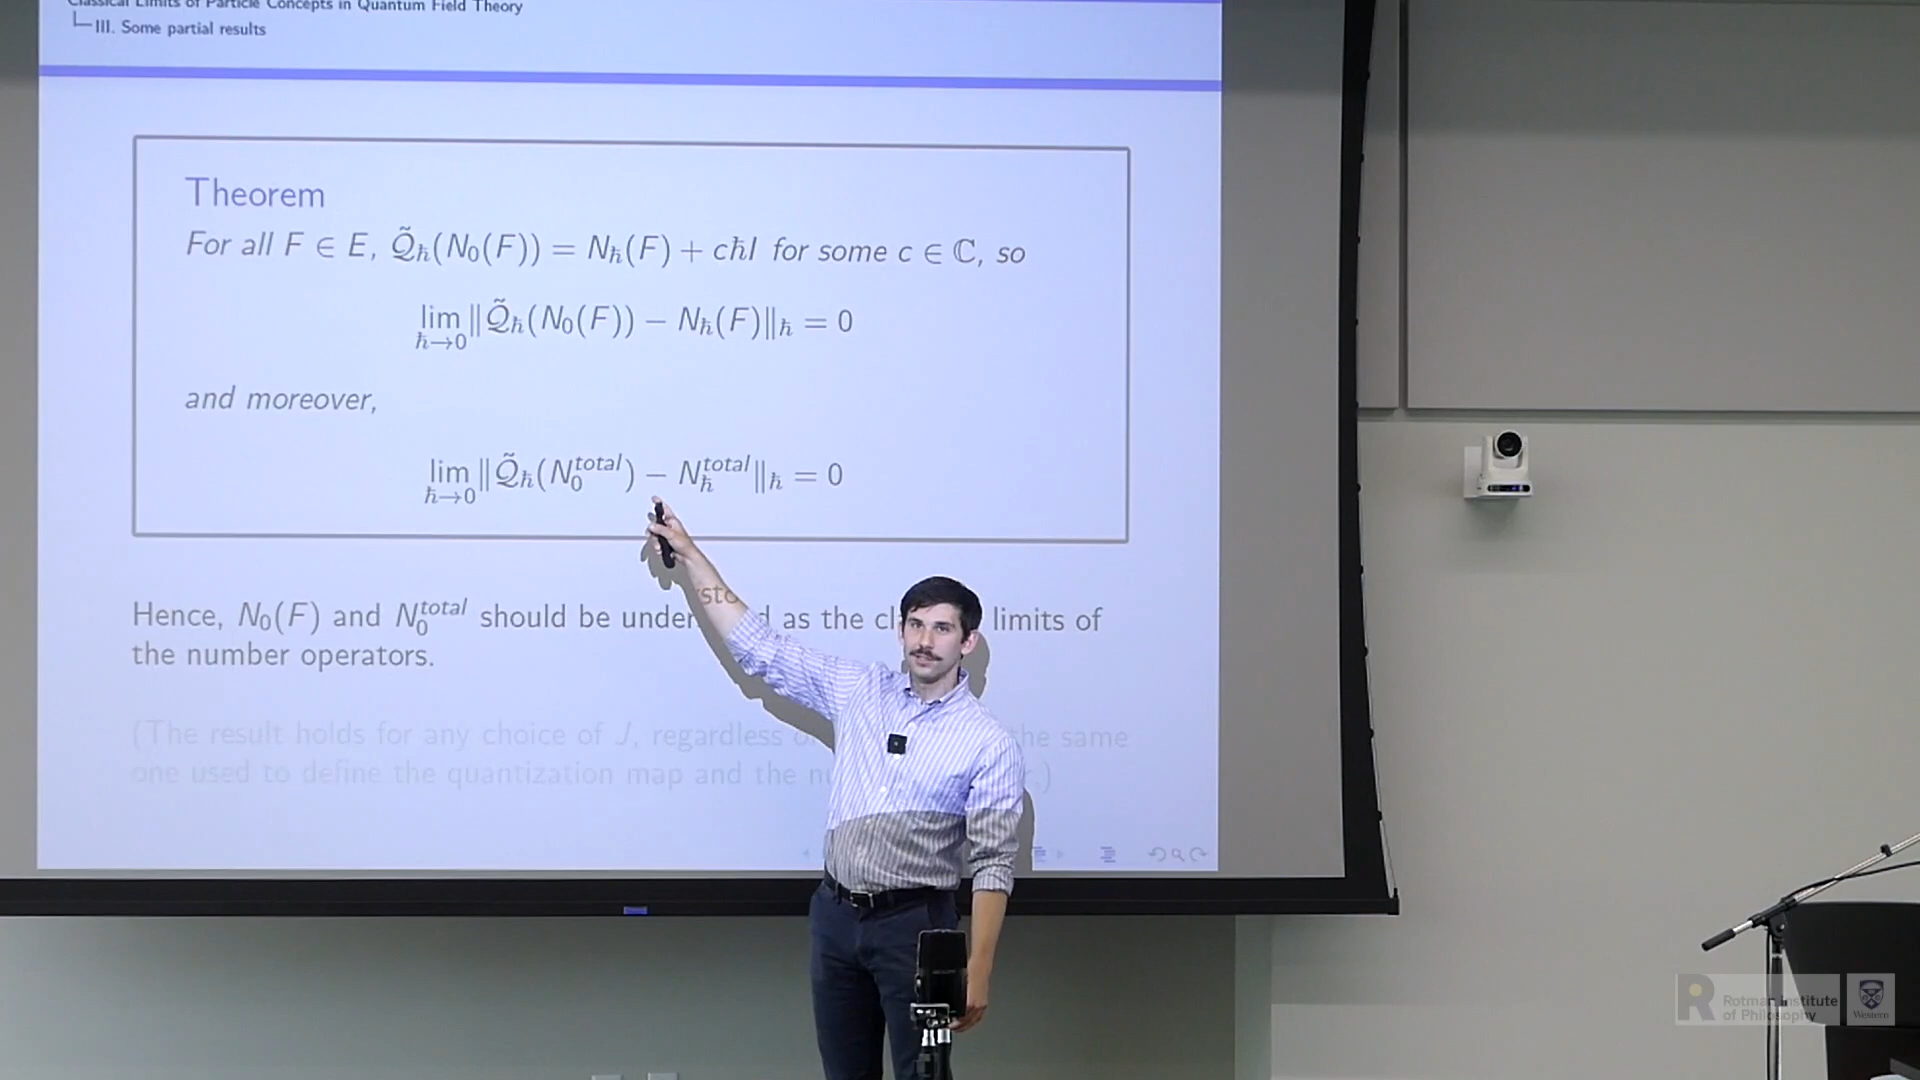 Classical Limits of Particle Concepts in Quantum Field Theory
III. Some partial results
Theorem
For all F ∈ E, Q̃ℏ(N₀(F)) = Nℏ(F) + cℏI for some c ∈ ℂ, so
lim ℏ→0 ‖Q̃ℏ(N₀(F)) − Nℏ(F)‖ℏ = 0
and moreover,
lim ℏ→0 ‖Q̃ℏ(N₀^total) − Nℏ^total‖ℏ = 0
Hence, N₀(F) and N₀^total should be under d as the cl limits of
the number operators.
(The result holds for any choice of J, regardless the same
one used to define the quantization map and the .)
Rotman Institute
of Philosophy
Western